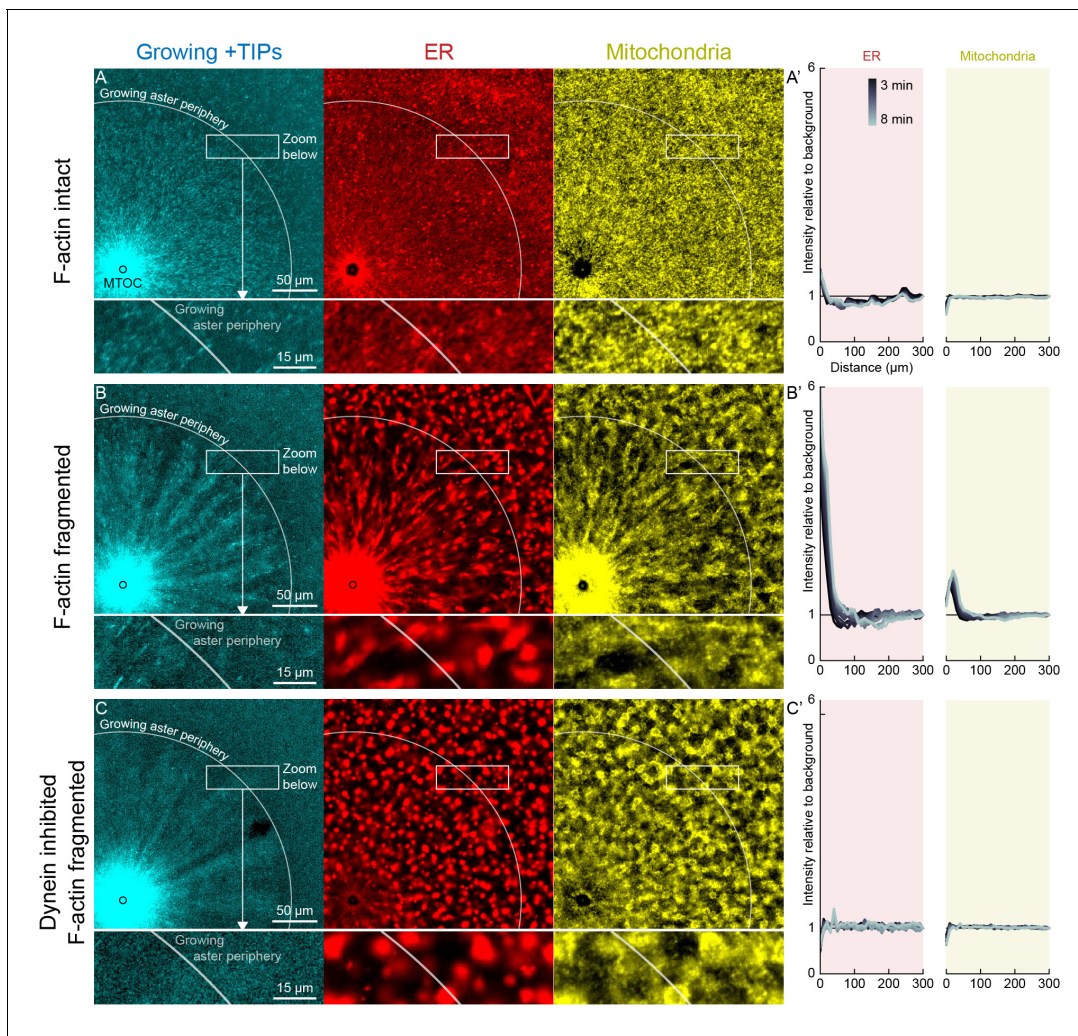 Growing +TIPs
ER
Mitochondria
F-actin intact
A
Growing aster periphery
Zoom
below
MTOC
50 µm
Growing
aster periphery
15 µm
A'
ER
Mitochondria
Intensity relative to background
6
1
0
3 min
8 min
0
100
200
300
0
100
200
300
Distance (µm)
F-actin fragmented
B
Growing aster periphery
Zoom
below
50 µm
Growing
aster periphery
15 µm
B'
Intensity relative to background
6
1
0
0
100
200
300
0
100
200
300
Dynein inhibited
F-actin fragmented
C
Growing aster periphery
Zoom
below
50 µm
Growing
aster periphery
15 µm
C'
Intensity relative to background
6
1
0
0
100
200
300
0
100
200
300